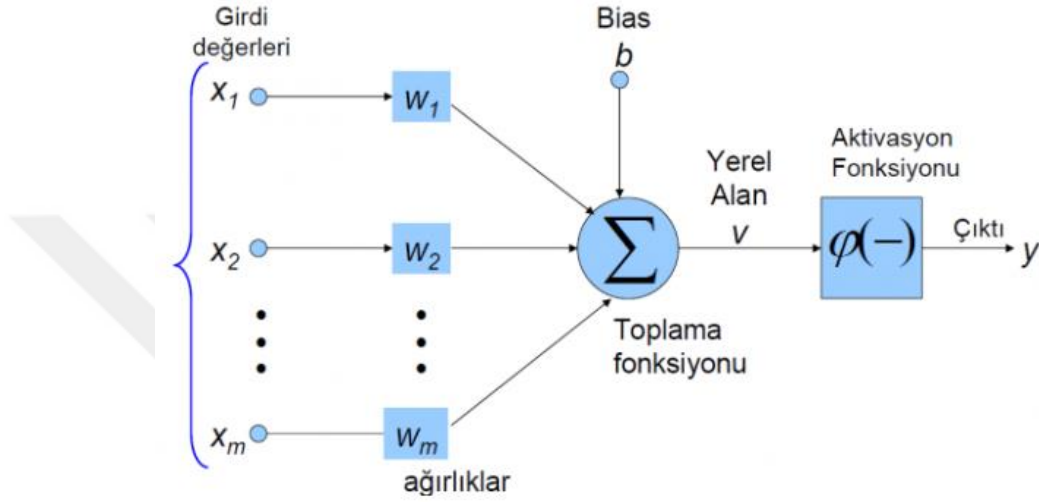 Girdi
değerleri
Bias
b
x1
w1
Yerel
Alan
v
Aktivasyon
Fonksiyonu
x2
w2
∑
φ(−)
Çıktı
y
Toplama
fonksiyonu
xm
wm
ağırlıklar